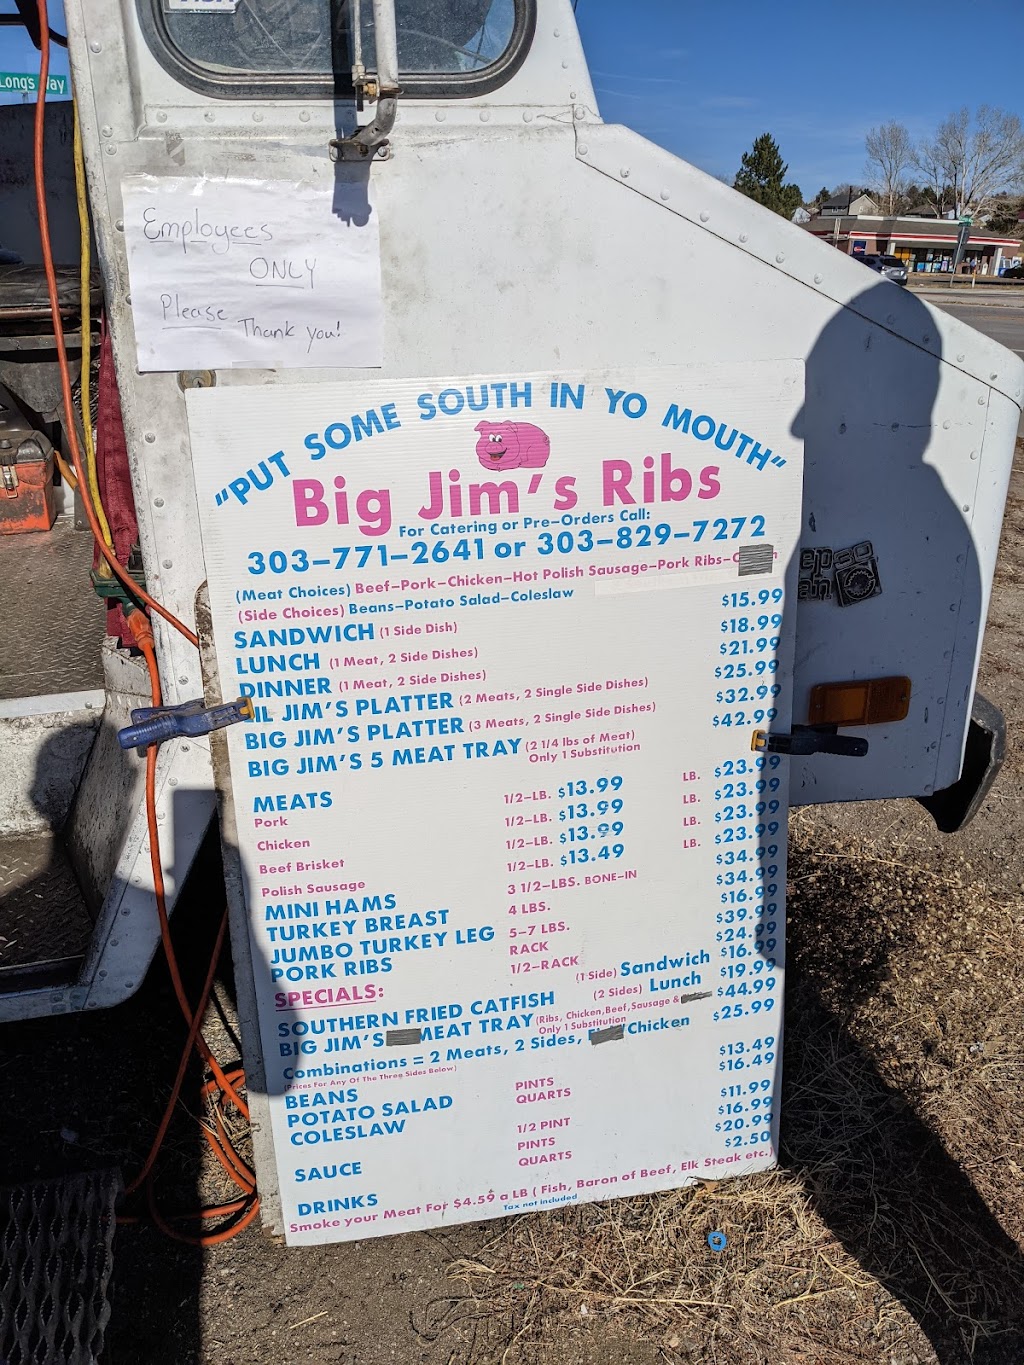 Long's Way
Employees
ONLY
Please
Thank you!
"PUT SOME SOUTH IN YO MOUTH"
Big Jim's Ribs
For Catering or Pre-Orders Call:
303-771-2641 or 303-829-7272
(Meat Choices) Beef-Pork-Chicken-Hot Polish Sausage-Pork Ribs-
(Side Choices) Beans-Potato Salad-Coleslaw
SANDWICH (1 Side Dish) $15.99
LUNCH (1 Meat, 2 Side Dishes) $18.99
DINNER (1 Meat, 2 Side Dishes) $21.99
LIL JIM'S PLATTER (2 Meats, 2 Single Side Dishes) $25.99
BIG JIM'S PLATTER (3 Meats, 2 Single Side Dishes) $32.99
BIG JIM'S 5 MEAT TRAY (2 1/4 lbs of Meat) $42.99
Only 1 Substitution
MEATS
Pork 1/2-LB. $13.99 LB. $23.99
Chicken 1/2-LB. $13.99 LB. $23.99
Beef Brisket 1/2-LB. $13.99 LB. $23.99
Polish Sausage 1/2-LB. $13.49 LB. $23.99
MINI HAMS 3 1/2-LBS. BONE-IN $34.99
TURKEY BREAST 4 LBS. $34.99
JUMBO TURKEY LEG 5-7 LBS. $16.99
PORK RIBS RACK $39.99
1/2-RACK $24.99
SPECIALS:
SOUTHERN FRIED CATFISH (1 Side) Sandwich $16.99
(2 Sides) Lunch $19.99
BIG JIM'S MEAT TRAY (Ribs, Chicken, Beef, Sausage & $44.99
Only 1 Substitution
Combinations = 2 Meats, 2 Sides, Chicken $25.99
(Prices For Any Of The Three Sides Below)
BEANS PINTS $13.49
POTATO SALAD QUARTS $16.49
COLESLAW
SAUCE 1/2 PINT $11.99
PINTS $16.99
QUARTS $20.99
DRINKS $2.50
Smoke your Meat For $4.59 a LB ( Fish, Baron of Beef, Elk Steak etc.)
Tax not included